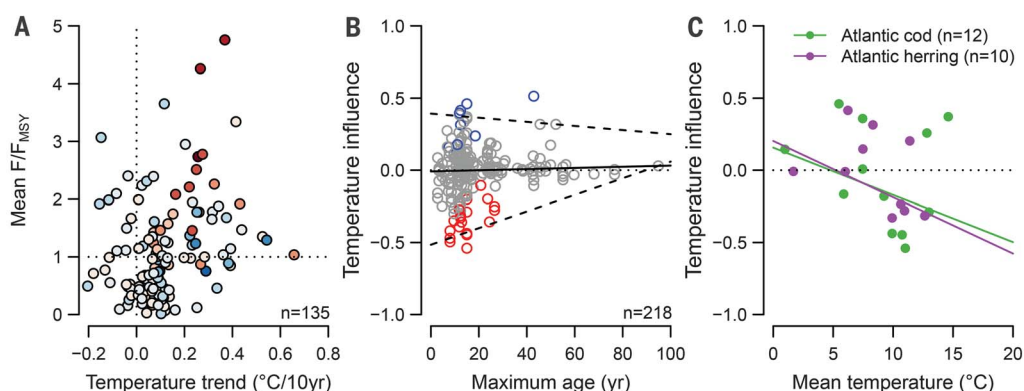 A
Mean F/FMSY
5
4
3
2
1
0
−0.2 0.0 0.2 0.4 0.6 0.8
Temperature trend (°C/10yr)
n=135
B
Temperature influence
1.0
0.5
0.0
−0.5
−1.0
0 20 40 60 80 100
Maximum age (yr)
n=218
C
Temperature influence
1.0
0.5
0.0
−0.5
−1.0
0 5 10 15 20
Mean temperature (°C)
Atlantic cod (n=12)
Atlantic herring (n=10)